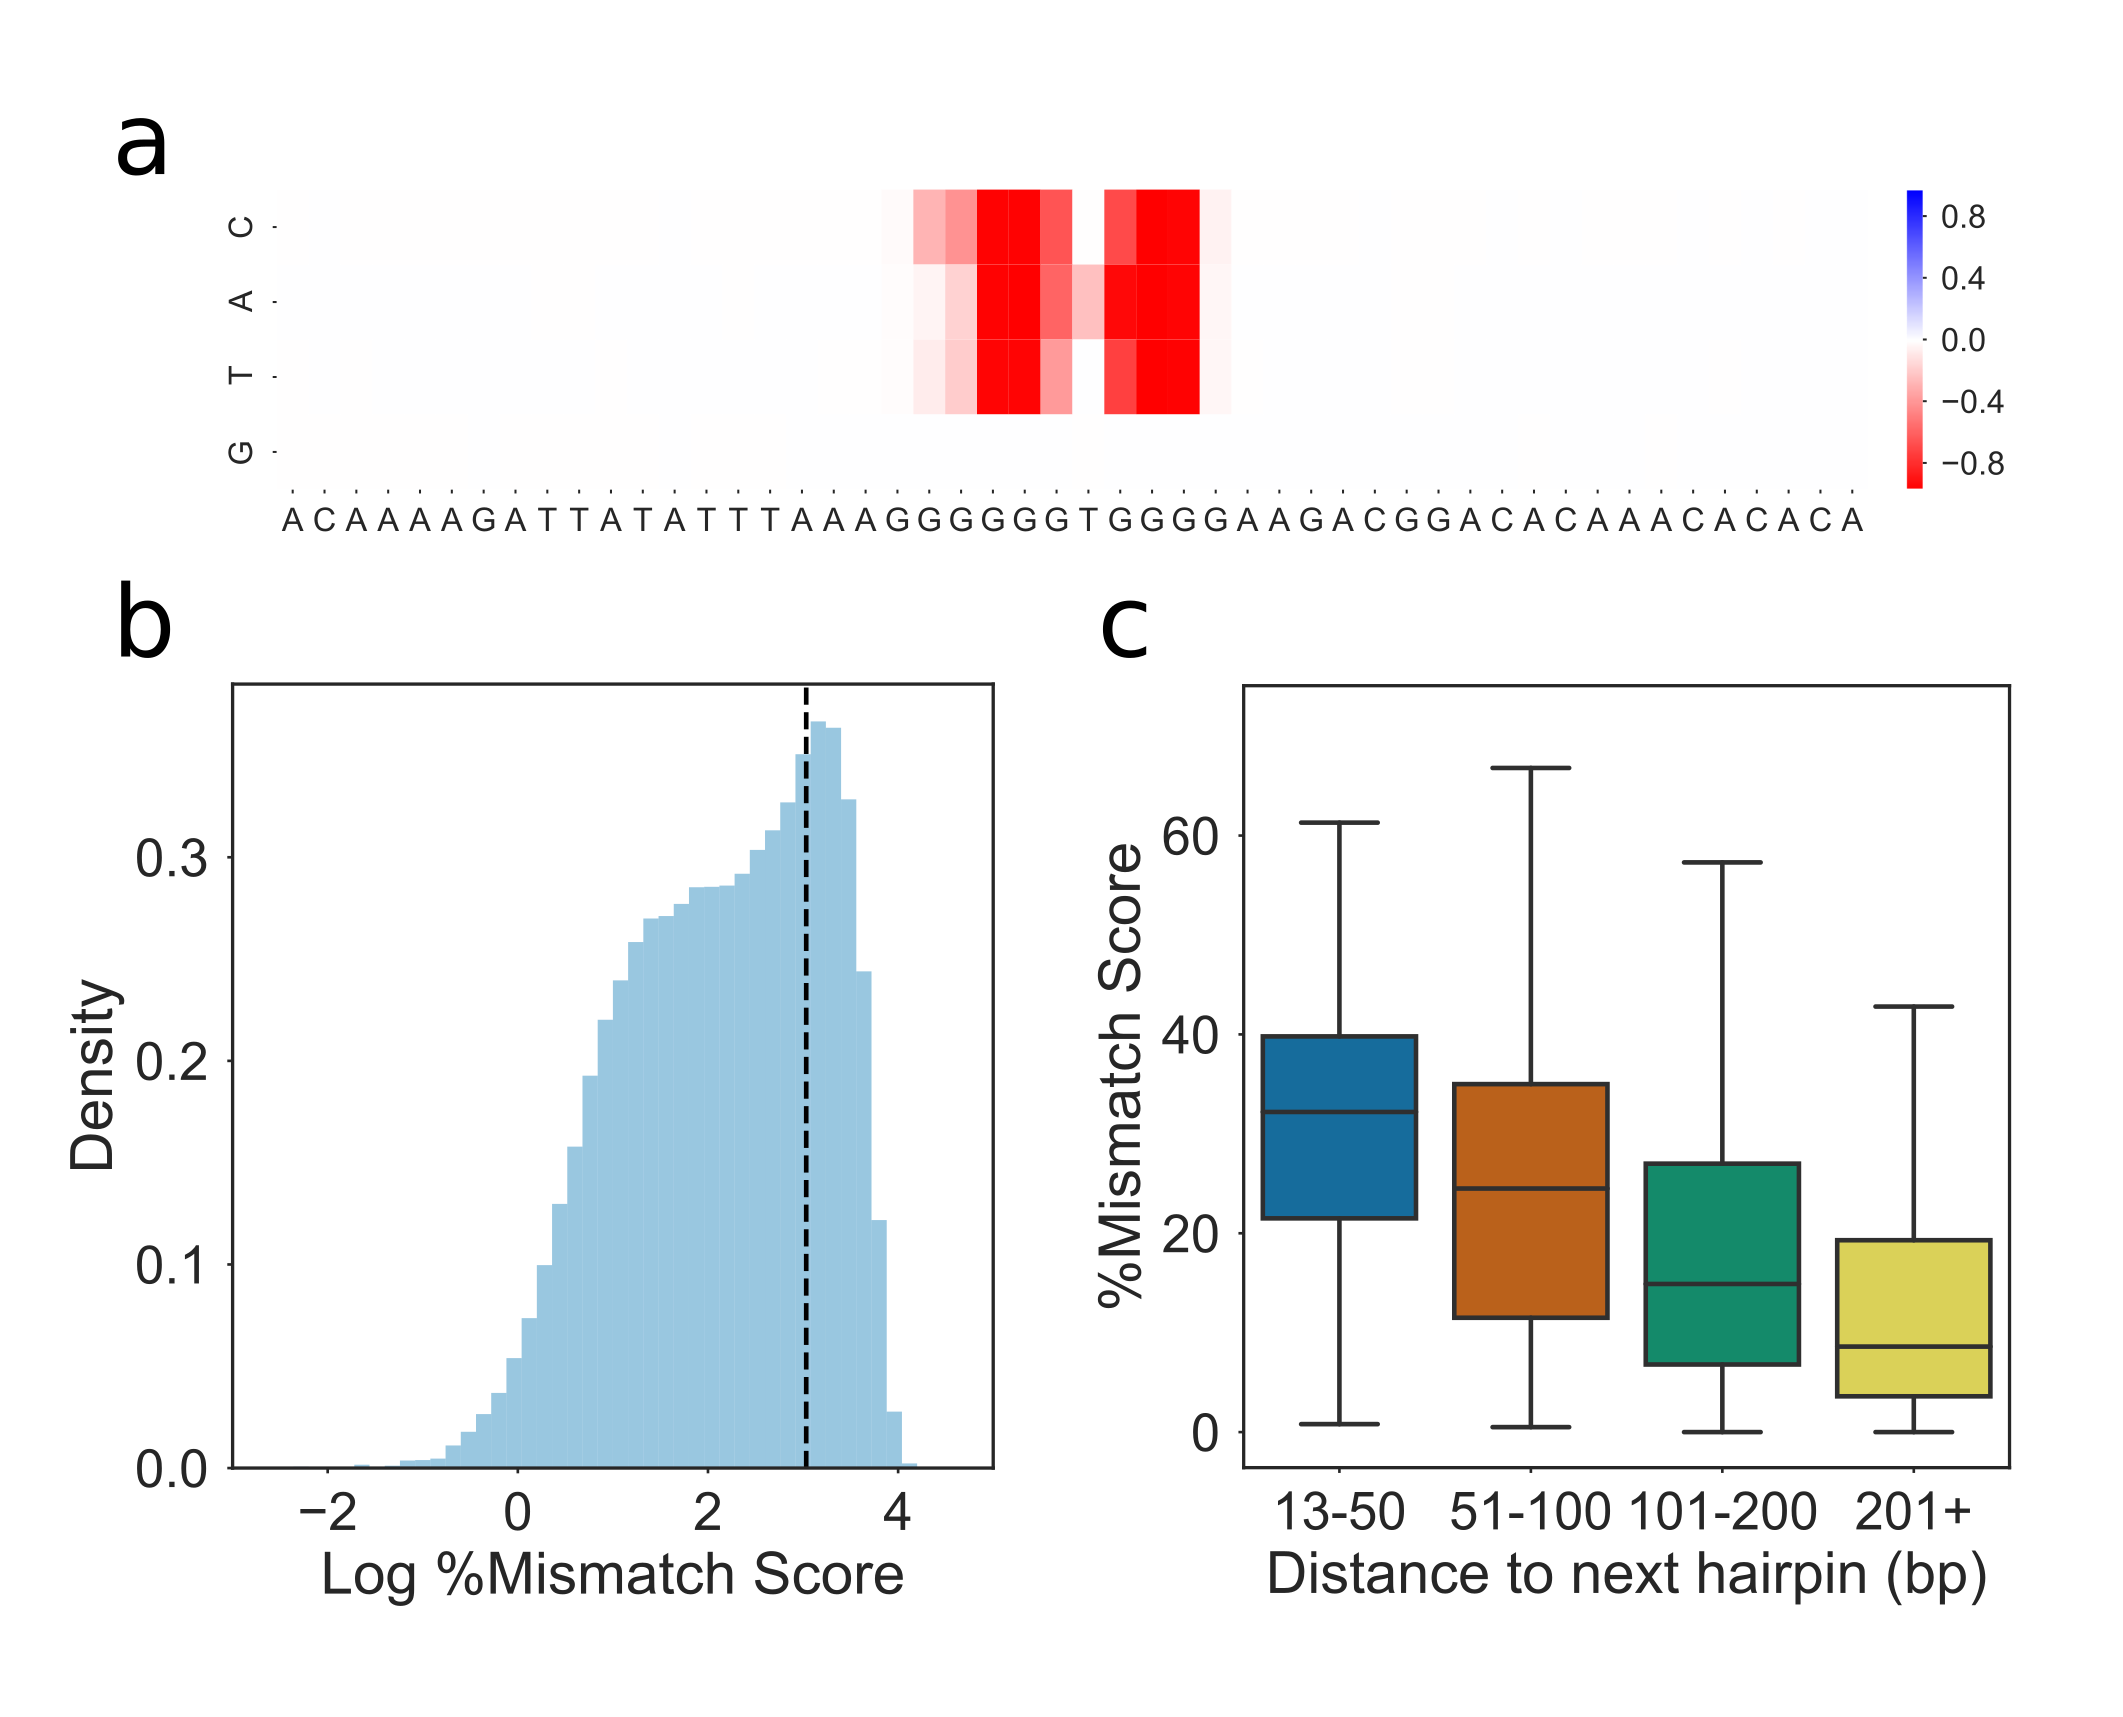 a
C
A
T
G
0.8
0.4
0.0
−0.4
−0.8
A C A A A A G A T T A T A T T T A A A G G G G G G T G G G G A A G A C G G A C A C A A A C A C A C A
b
Density
0.3
0.2
0.1
0.0
−2 0 2 4
Log %Mismatch Score
c
%Mismatch Score
60
40
20
0
13-50 51-100 101-200 201+
Distance to next hairpin (bp)